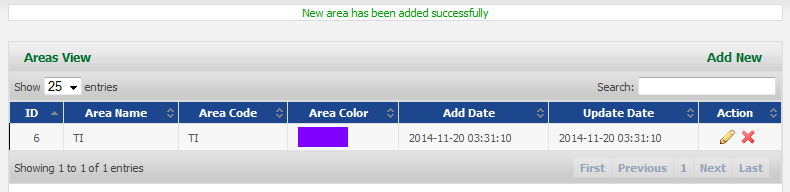 New area has been added successfully
Areas View Add New
Show 25 entries Search:
ID Area Name Area Code Area Color Add Date Update Date Action
6 TI TI 2014-11-20 03:31:10 2014-11-20 03:31:10
Showing 1 to 1 of 1 entries First Previous 1 Next Last